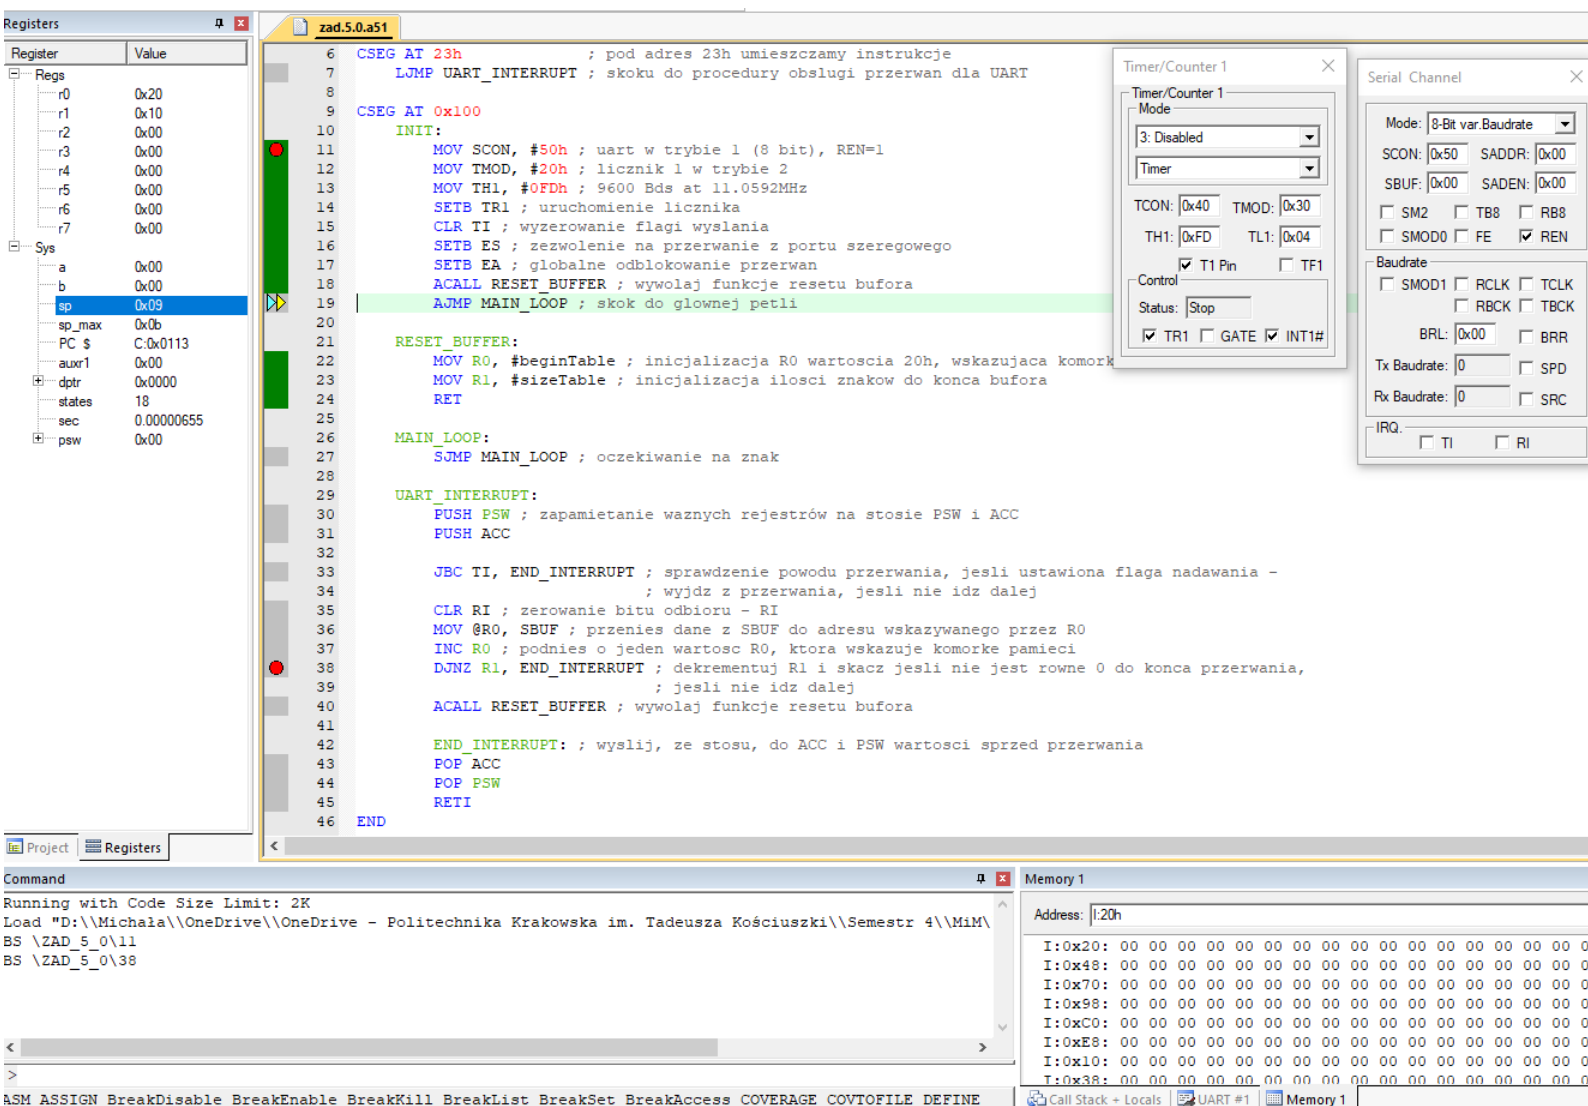 Registers
Register Value
Regs
r0 0x20
r1 0x10
r2 0x00
r3 0x00
r4 0x00
r5 0x00
r6 0x00
r7 0x00
Sys
a 0x00
b 0x00
sp 0x09
sp_max 0x0b
PC $ C:0x0113
auxr1 0x00
dptr 0x0000
states 18
sec 0.00000655
psw 0x00
Project Registers
zad.5.0.a51
6 CSEG AT 23h ; pod adres 23h umieszczamy instrukcje
7 LJMP UART_INTERRUPT ; skoku do procedury obslugi przerwan dla UART
8
9 CSEG AT 0x100
10 INIT:
11 MOV SCON, #50h ; uart w trybie 1 (8 bit), REN=1
12 MOV TMOD, #20h ; licznik 1 w trybie 2
13 MOV TH1, #0FDh ; 9600 Bds at 11.0592MHz
14 SETB TR1 ; uruchomienie licznika
15 CLR TI ; wyzerowanie flagi wyslania
16 SETB ES ; zezwolenie na przerwanie z portu szeregowego
17 SETB EA ; globalne odblokowanie przerwan
18 ACALL RESET_BUFFER ; wywolaj funkcje resetu bufora
19 AJMP MAIN_LOOP ; skok do glownej petli
20
21 RESET_BUFFER:
22 MOV R0, #beginTable ; inicjalizacja R0 wartoscia 20h, wskazujaca komork
23 MOV R1, #sizeTable ; inicjalizacja ilosci znakow do konca bufora
24 RET
25
26 MAIN_LOOP:
27 SJMP MAIN_LOOP ; oczekiwanie na znak
28
29 UART_INTERRUPT:
30 PUSH PSW ; zapamietanie waznych rejestrów na stosie PSW i ACC
31 PUSH ACC
32
33 JBC TI, END_INTERRUPT ; sprawdzenie powodu przerwania, jesli ustawiona flaga nadawania -
34 ; wyjdz z przerwania, jesli nie idz dalej
35 CLR RI ; zerowanie bitu odbioru - RI
36 MOV @R0, SBUF ; przenies dane z SBUF do adresu wskazywanego przez R0
37 INC R0 ; podnies o jeden wartosc R0, ktora wskazuje komorke pamieci
38 DJNZ R1, END_INTERRUPT ; dekrementuj R1 i skacz jesli nie jest rowne 0 do konca przerwania,
39 ; jesli nie idz dalej
40 ACALL RESET_BUFFER ; wywolaj funkcje resetu bufora
41
42 END_INTERRUPT: ; wyslij, ze stosu, do ACC i PSW wartosci sprzed przerwania
43 POP ACC
44 POP PSW
45 RETI
46 END
Timer/Counter 1
Timer/Counter 1
Mode
3: Disabled
Timer
TCON: 0x40 TMOD: 0x30
TH1: 0xFD TL1: 0x04
T1 Pin TF1
Control
Status: Stop
TR1 GATE INT1#
Serial Channel
Mode: 8-Bit var.Baudrate
SCON: 0x50 SADDR: 0x00
SBUF: 0x00 SADEN: 0x00
SM2 TB8 RB8
SMOD0 FE REN
Baudrate
SMOD1 RCLK TCLK
RBCK TBCK
BRL: 0x00 BRR
Tx Baudrate: 0 SPD
Rx Baudrate: 0 SRC
IRQ.
TI RI
Command
Running with Code Size Limit: 2K
Load "D:\\Michała\\OneDrive\\OneDrive - Politechnika Krakowska im. Tadeusza Kościuszki\\Semestr 4\\MiM\
BS \ZAD_5_0\11
BS \ZAD_5_0\38
>
ASM ASSIGN BreakDisable BreakEnable BreakKill BreakList BreakSet BreakAccess COVERAGE COVTOFILE DEFINE
Memory 1
Address: I:20h
I:0x20: 00 00 00 00 00 00 00 00 00 00 00 00 00 00 00 00 0
I:0x48: 00 00 00 00 00 00 00 00 00 00 00 00 00 00 00 00 0
I:0x70: 00 00 00 00 00 00 00 00 00 00 00 00 00 00 00 00 0
I:0x98: 00 00 00 00 00 00 00 00 00 00 00 00 00 00 00 00 0
I:0xC0: 00 00 00 00 00 00 00 00 00 00 00 00 00 00 00 00 0
I:0xE8: 00 00 00 00 00 00 00 00 00 00 00 00 00 00 00 00 0
I:0x10: 00 00 00 00 00 00 00 00 00 00 00 00 00 00 00 00 0
I:0x38: 00 00 00 00 00 00 00 00 00 00 00 00 00 00 00 00 0
Call Stack + Locals UART #1 Memory 1